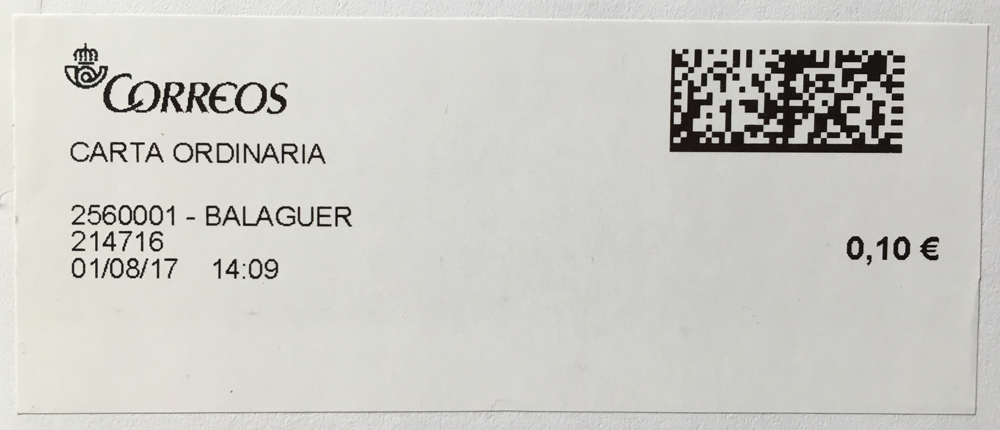 CORREOS
CARTA ORDINARIA
2560001 - BALAGUER
214716
01/08/17 14:09
0,10 €